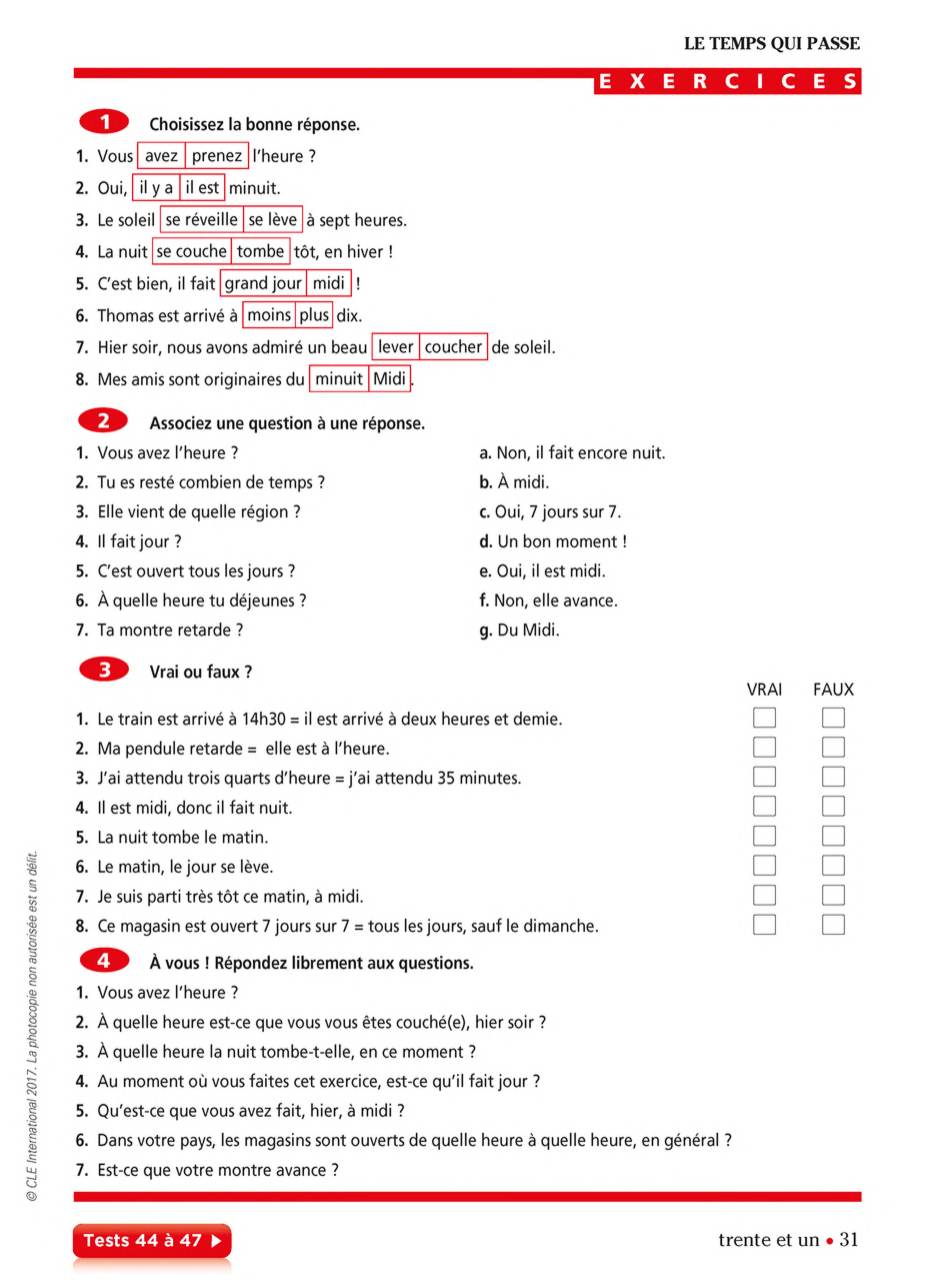 LE TEMPS QUI PASSE
EXERCICES
1 Choisissez la bonne réponse.
1. Vous avez prenez l'heure ?
2. Oui, il y a il est minuit.
3. Le soleil se réveille se lève à sept heures.
4. La nuit se couche tombe tôt, en hiver !
5. C'est bien, il fait grand jour midi !
6. Thomas est arrivé à moins plus dix.
7. Hier soir, nous avons admiré un beau lever coucher de soleil.
8. Mes amis sont originaires du minuit Midi.
2 Associez une question à une réponse.
1. Vous avez l'heure ? a. Non, il fait encore nuit.
2. Tu es resté combien de temps ? b. À midi.
3. Elle vient de quelle région ? c. Oui, 7 jours sur 7.
4. Il fait jour ? d. Un bon moment !
5. C'est ouvert tous les jours ? e. Oui, il est midi.
6. À quelle heure tu déjeunes ? f. Non, elle avance.
7. Ta montre retarde ? g. Du Midi.
3 Vrai ou faux ?
VRAI FAUX
1. Le train est arrivé à 14h30 = il est arrivé à deux heures et demie.
2. Ma pendule retarde = elle est à l'heure.
3. J'ai attendu trois quarts d'heure = j'ai attendu 35 minutes.
4. Il est midi, donc il fait nuit.
5. La nuit tombe le matin.
6. Le matin, le jour se lève.
7. Je suis parti très tôt ce matin, à midi.
8. Ce magasin est ouvert 7 jours sur 7 = tous les jours, sauf le dimanche.
4 À vous ! Répondez librement aux questions.
1. Vous avez l'heure ?
2. À quelle heure est-ce que vous vous êtes couché(e), hier soir ?
3. À quelle heure la nuit tombe-t-elle, en ce moment ?
4. Au moment où vous faites cet exercice, est-ce qu'il fait jour ?
5. Qu'est-ce que vous avez fait, hier, à midi ?
6. Dans votre pays, les magasins sont ouverts de quelle heure à quelle heure, en général ?
7. Est-ce que votre montre avance ?
© CLE International 2017. La photocopie non autorisée est un délit.
Tests 44 à 47
trente et un • 31